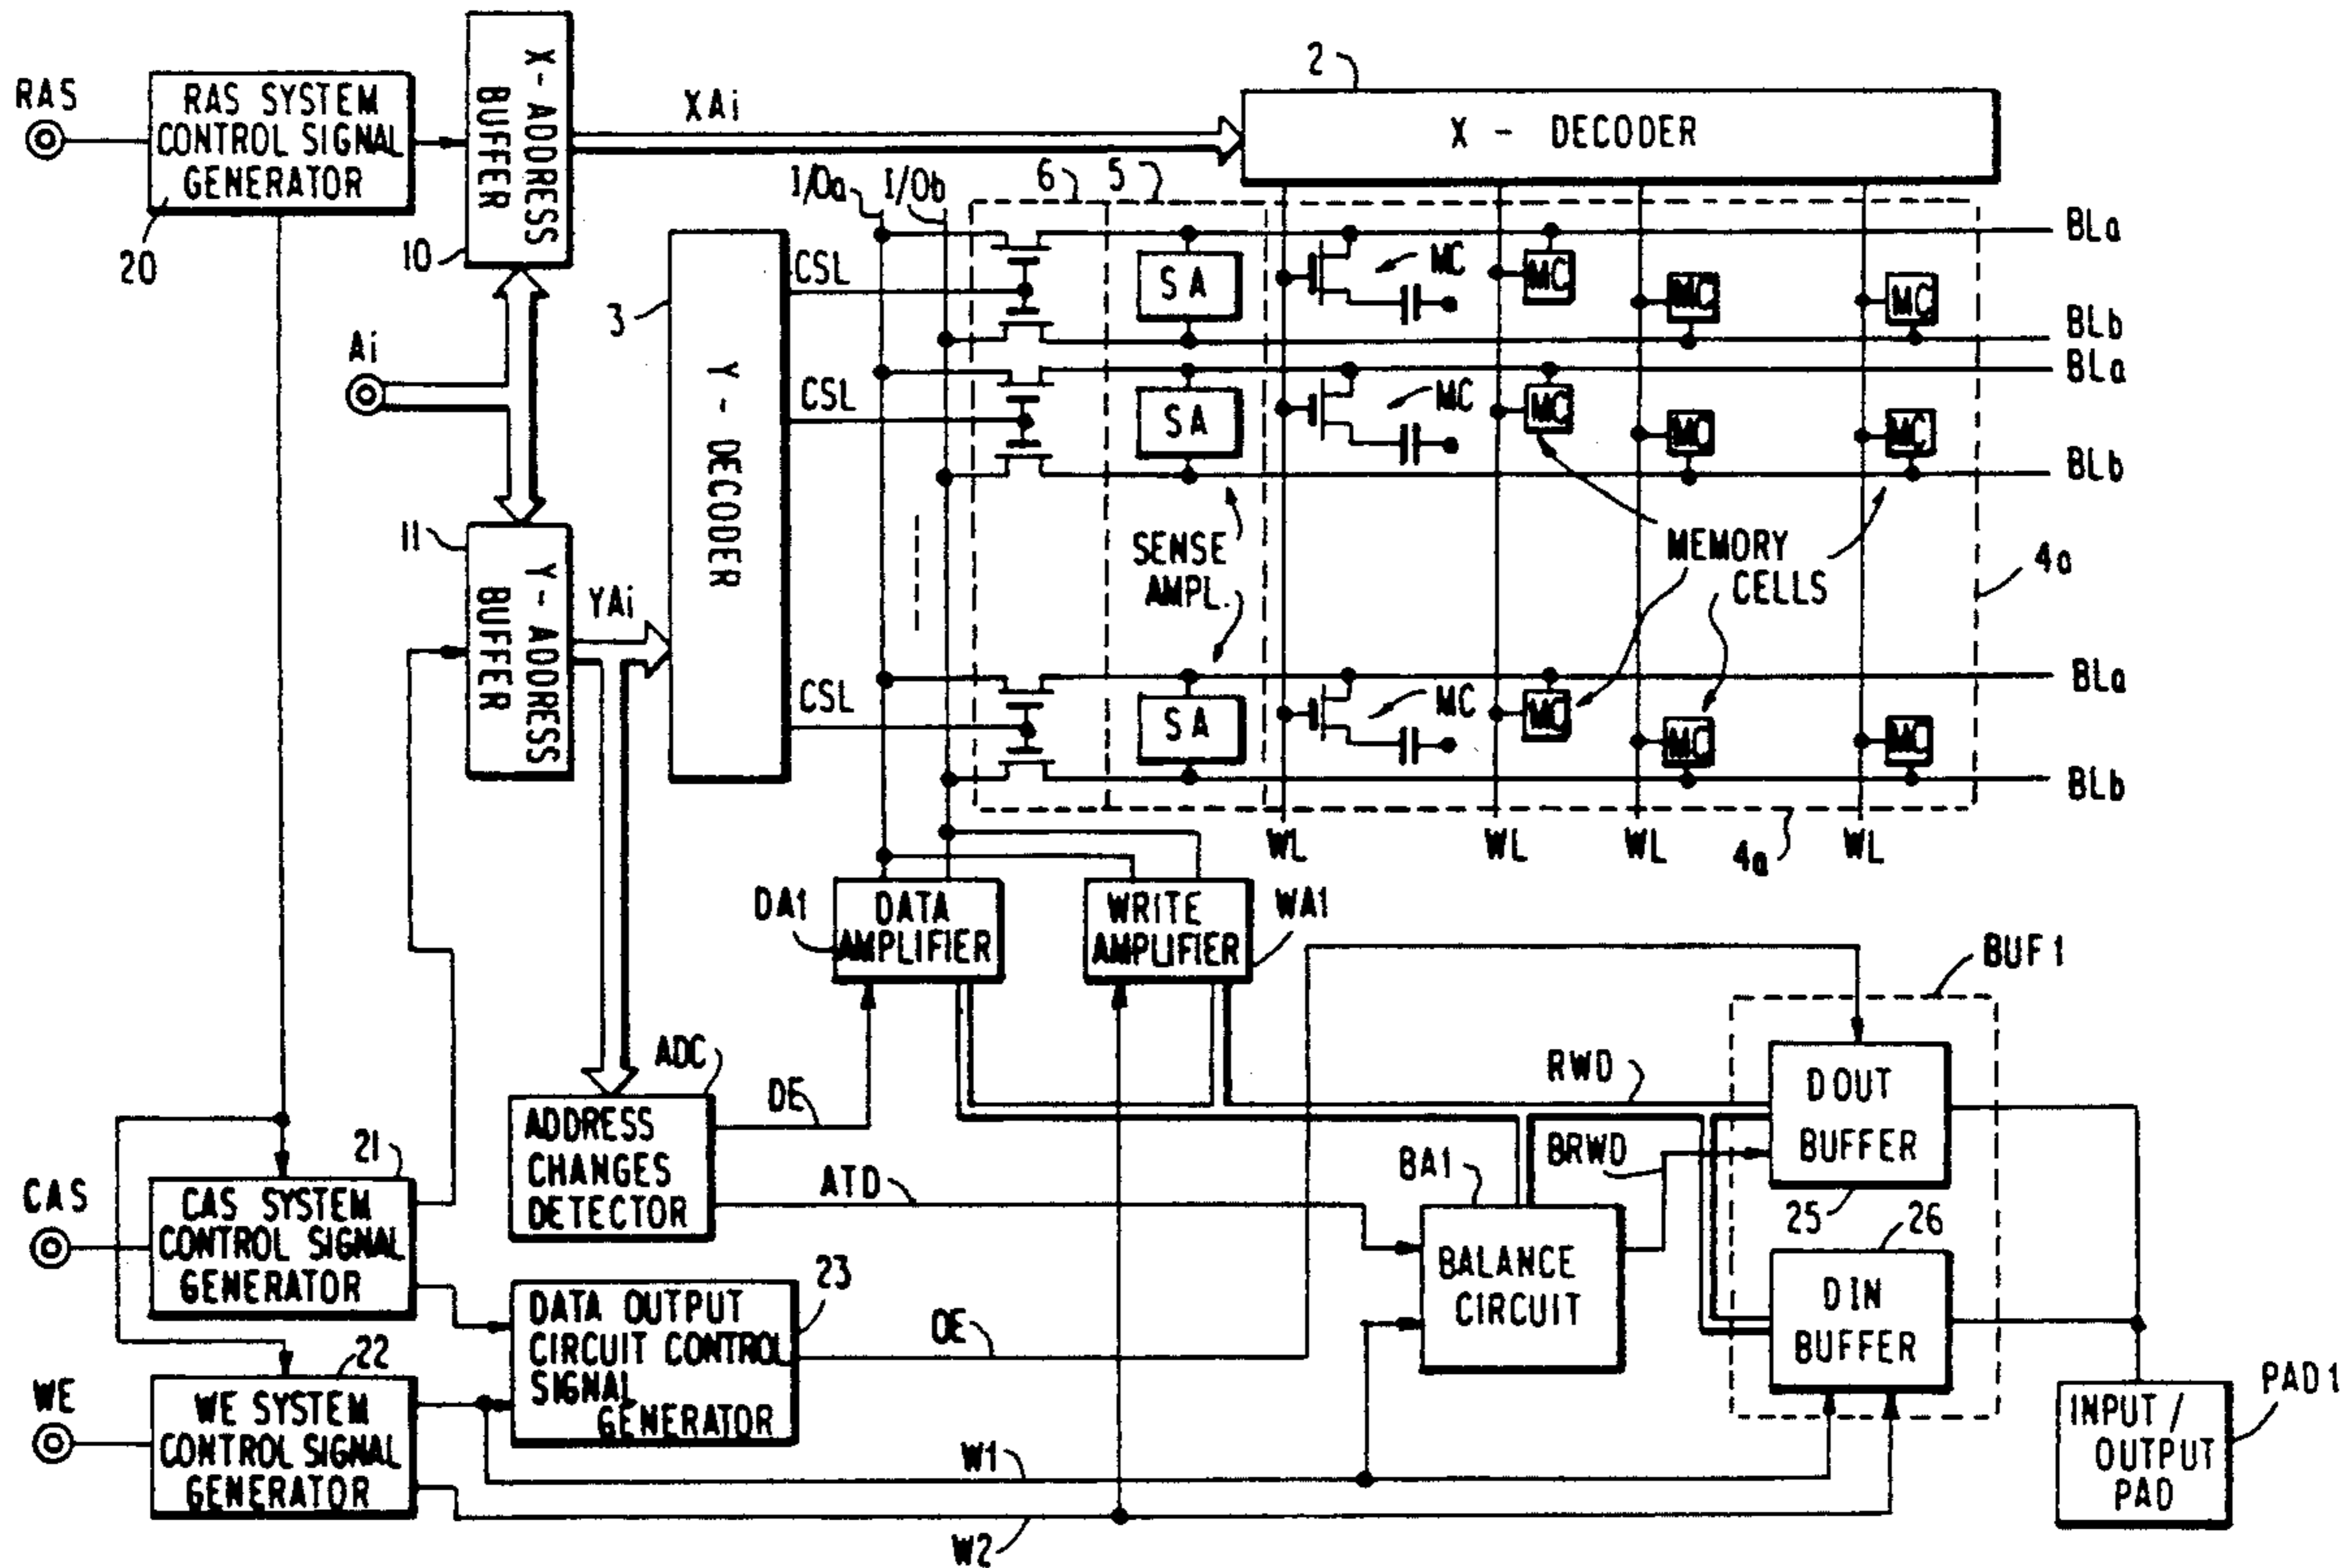 RAS
RAS SYSTEM
CONTROL SIGNAL
GENERATOR
20
X-ADDRESS
BUFFER
10
XAi
2
X - DECODER
Ai
11
Y-ADDRESS
BUFFER
YAi
3
Y - DECODER
I/Oa
I/Ob
6
5
CSL
SA
MC
MC
MC
MC
BLa
BLb
CSL
SA
MC
MC
MC
MC
BLa
BLb
SENSE
AMPL.
MEMORY
CELLS
4a
CSL
SA
MC
MC
MC
MC
BLa
BLb
WL
WL
WL
WL
4a
DA1
DATA
AMPLIFIER
WRITE
AMPLIFIER
WA1
BUF1
ADC
ADDRESS
CHANGES
DETECTOR
DE
ATD
RWD
BRWD
BA1
BALANCE
CIRCUIT
DOUT
BUFFER
25
26
DIN
BUFFER
CAS
21
CAS SYSTEM
CONTROL SIGNAL
GENERATOR
23
DATA OUTPUT
CIRCUIT CONTROL
SIGNAL
GENERATOR
OE
WE
22
WE SYSTEM
CONTROL SIGNAL
GENERATOR
W1
W2
PAD1
INPUT /
OUTPUT
PAD